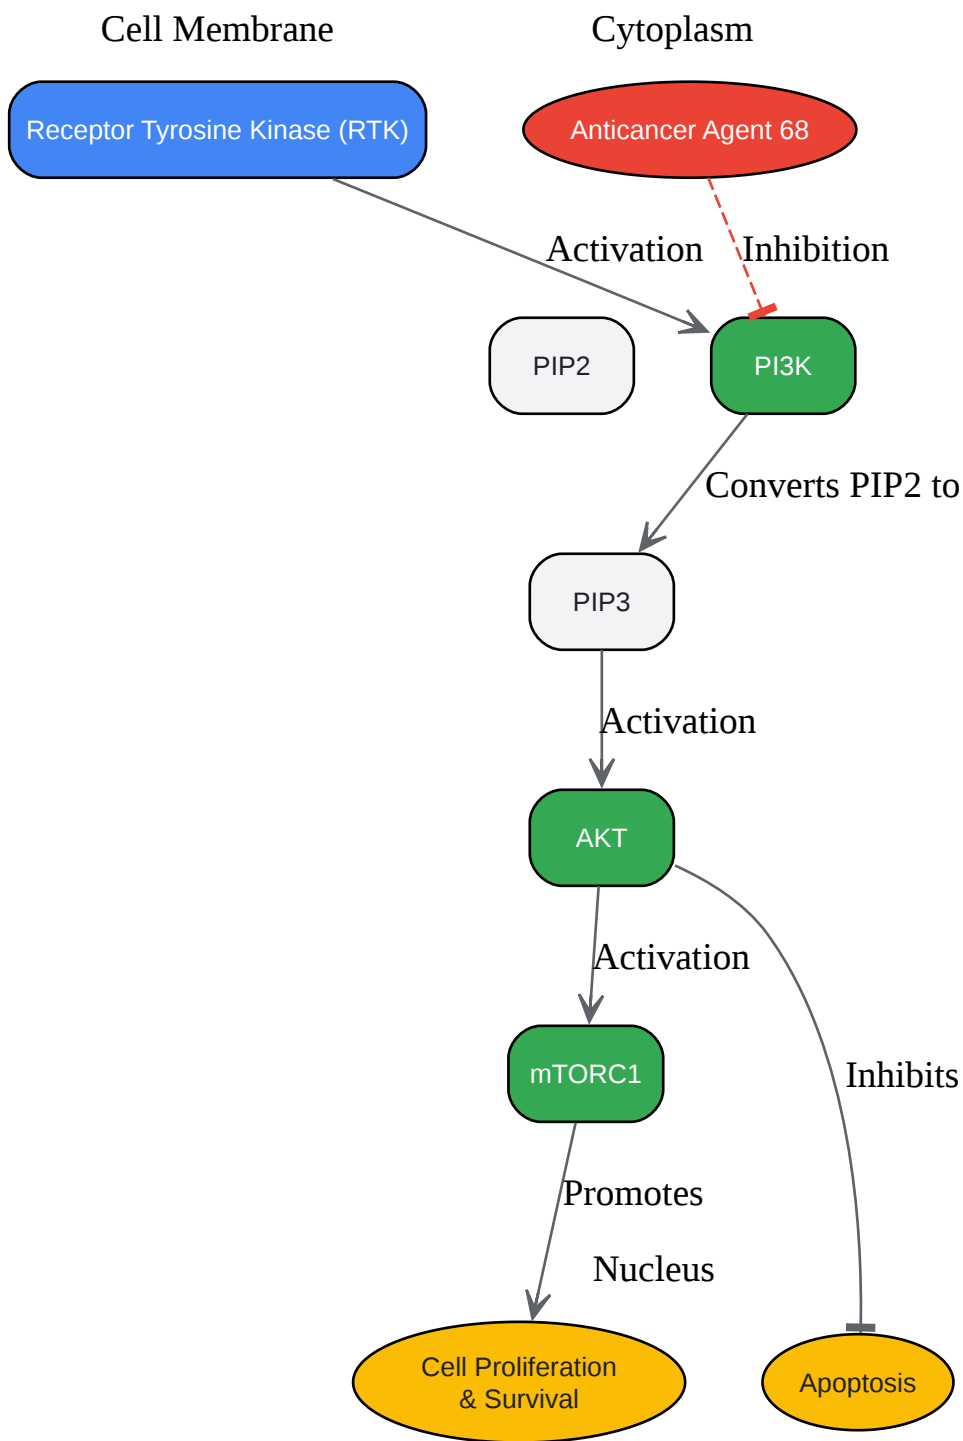 Cell Membrane
Cytoplasm
Receptor Tyrosine Kinase (RTK)
Anticancer Agent 68
Activation
Inhibition
PIP2
PI3K
Converts PIP2 to
PIP3
Activation
AKT
Activation
mTORC1
Inhibits
Promotes
Nucleus
Cell Proliferation
& Survival
Apoptosis